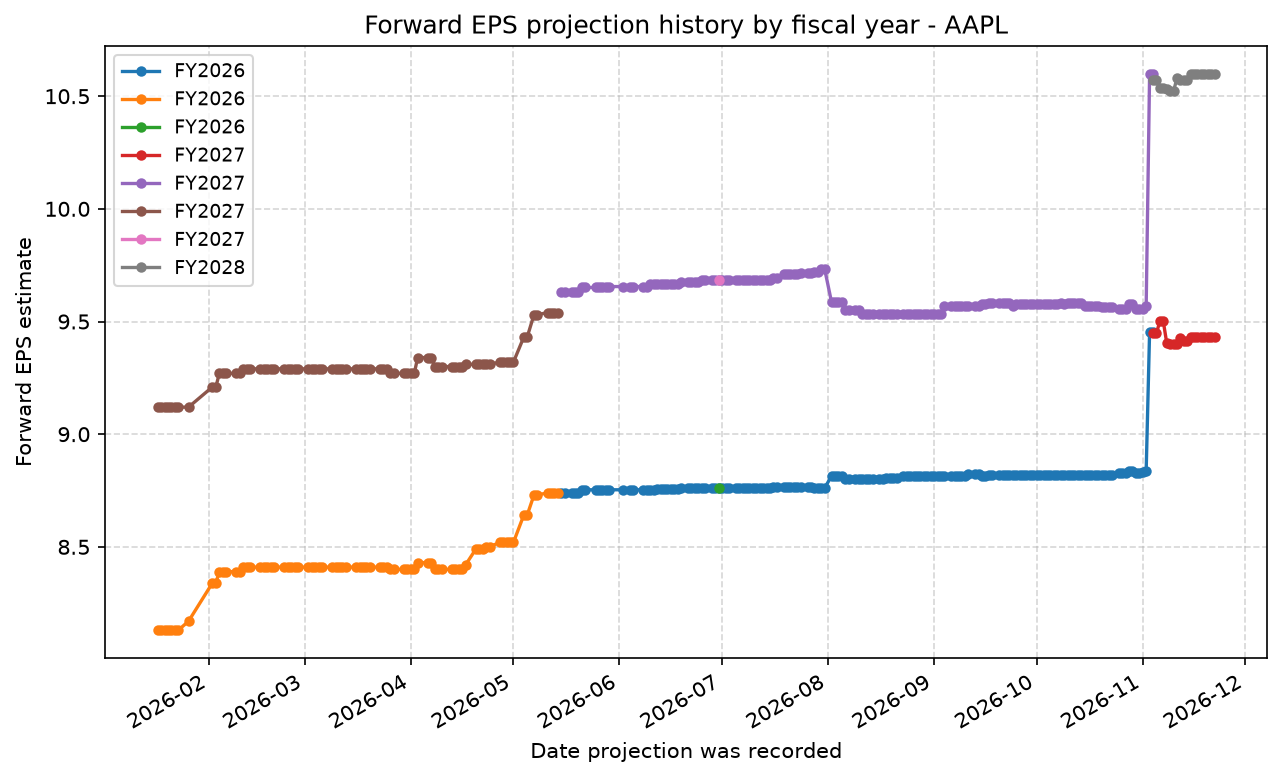 Forward EPS projection history by fiscal year - AAPL
FY2026
FY2026
FY2026
FY2027
FY2027
FY2027
FY2027
FY2028
Forward EPS estimate
10.5
10.0
9.5
9.0
8.5
2026-02
2026-03
2026-04
2026-05
2026-06
2026-07
2026-08
2026-09
2026-10
2026-11
2026-12
Date projection was recorded